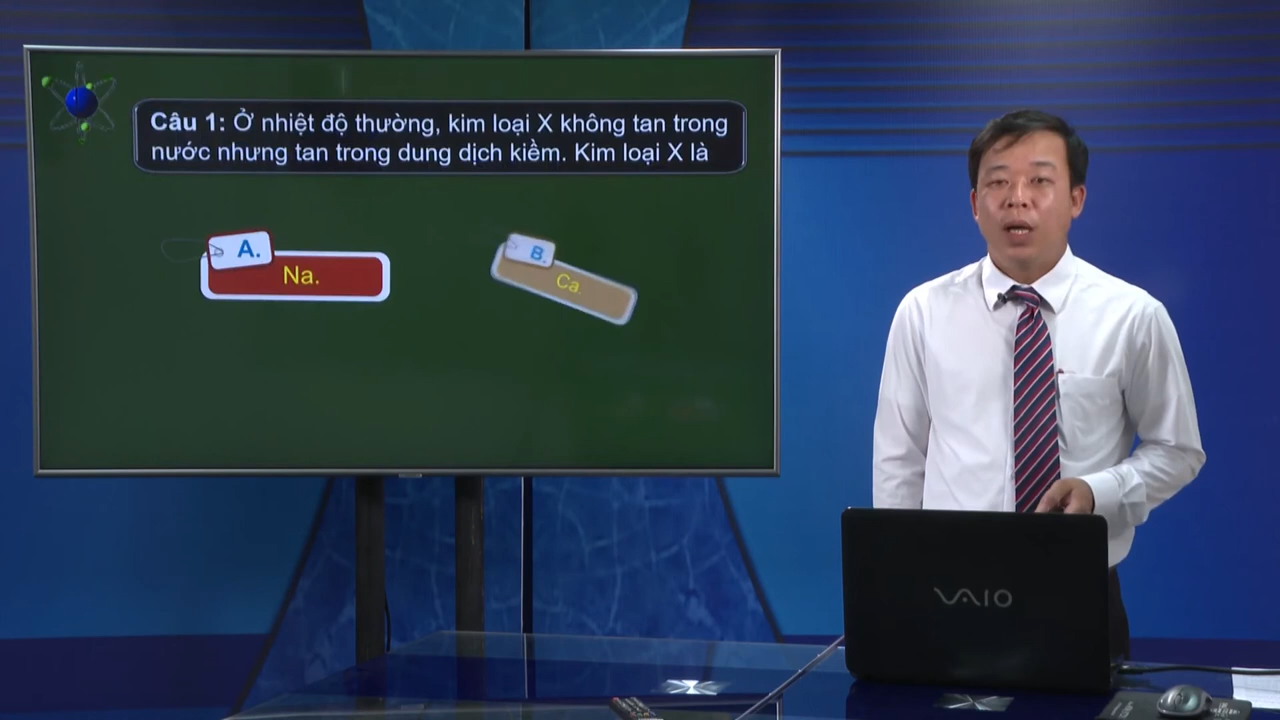 Câu 1: Ở nhiệt độ thường, kim loại X không tan trong
nước nhưng tan trong dung dịch kiềm. Kim loại X là
A.
Na.
B.
Ca.
VAIO